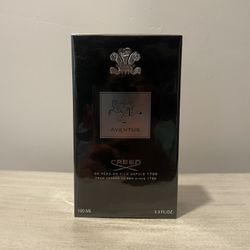 AVENTUS
CREED
DE PÈRE EN FILS DEPUIS 1760
FROM FATHER TO SON SINCE 1760
100 ML 3.3 FL.OZ